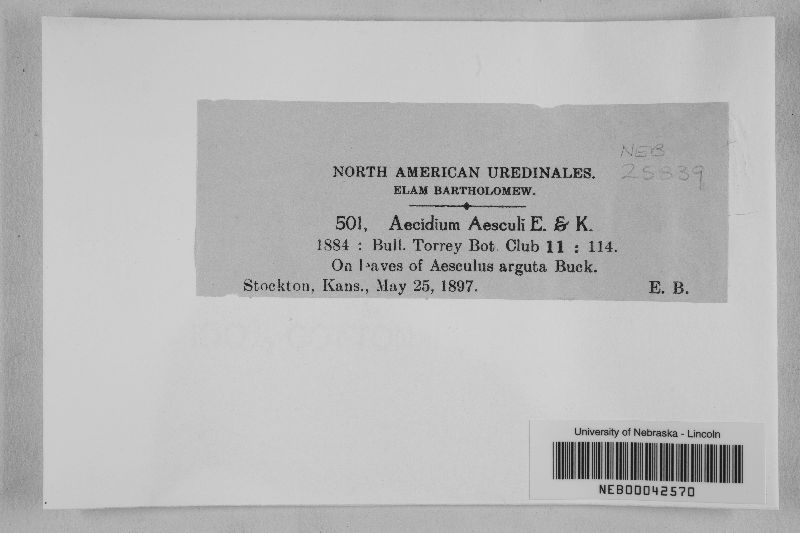 NEB
25839
NORTH AMERICAN UREDINALES.
ELAM BARTHOLOMEW.
501, Aecidium Aesculi E. & K.
1884 : Bull. Torrey Bot. Club 11 : 114.
On leaves of Aesculus arguta Buck.
Stockton, Kans., May 25, 1897. E. B.
University of Nebraska - Lincoln
NEB00042570